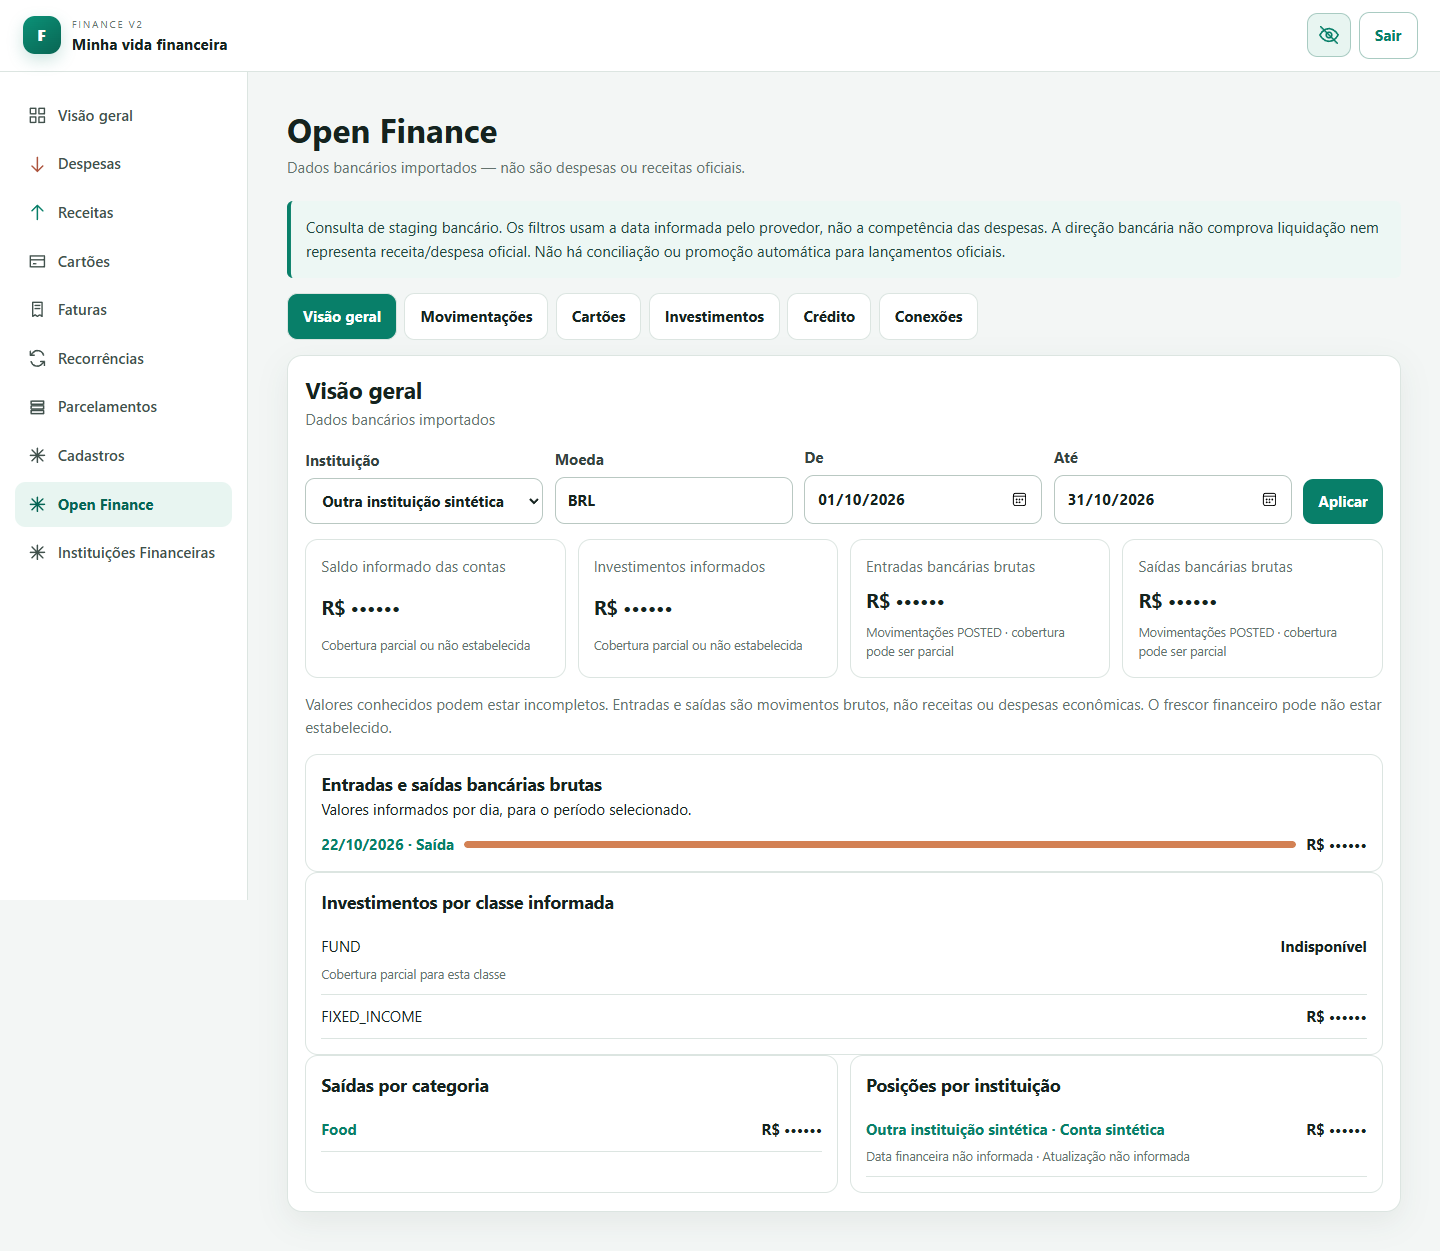 F
FINANCE V2
Minha vida financeira
Sair
Visão geral
Despesas
Receitas
Cartões
Faturas
Recorrências
Parcelamentos
Cadastros
Open Finance
Instituições Financeiras
Open Finance
Dados bancários importados — não são despesas ou receitas oficiais.
Consulta de staging bancário. Os filtros usam a data informada pelo provedor, não a competência das despesas. A direção bancária não comprova liquidação nem
representa receita/despesa oficial. Não há conciliação ou promoção automática para lançamentos oficiais.
Visão geral
Movimentações
Cartões
Investimentos
Crédito
Conexões
Visão geral
Dados bancários importados
Instituição
Moeda
De
Até
Outra instituição sintética
BRL
01/10/2026
31/10/2026
Aplicar
Saldo informado das contas
R$ ••••••
Cobertura parcial ou não estabelecida
Investimentos informados
R$ ••••••
Cobertura parcial ou não estabelecida
Entradas bancárias brutas
R$ ••••••
Movimentações POSTED · cobertura
pode ser parcial
Saídas bancárias brutas
R$ ••••••
Movimentações POSTED · cobertura
pode ser parcial
Valores conhecidos podem estar incompletos. Entradas e saídas são movimentos brutos, não receitas ou despesas econômicas. O frescor financeiro pode não estar
estabelecido.
Entradas e saídas bancárias brutas
Valores informados por dia, para o período selecionado.
22/10/2026 · Saída R$ ••••••
Investimentos por classe informada
FUND Indisponível
Cobertura parcial para esta classe
FIXED_INCOME R$ ••••••
Saídas por categoria
Food R$ ••••••
Posições por instituição
Outra instituição sintética · Conta sintética R$ ••••••
Data financeira não informada · Atualização não informada